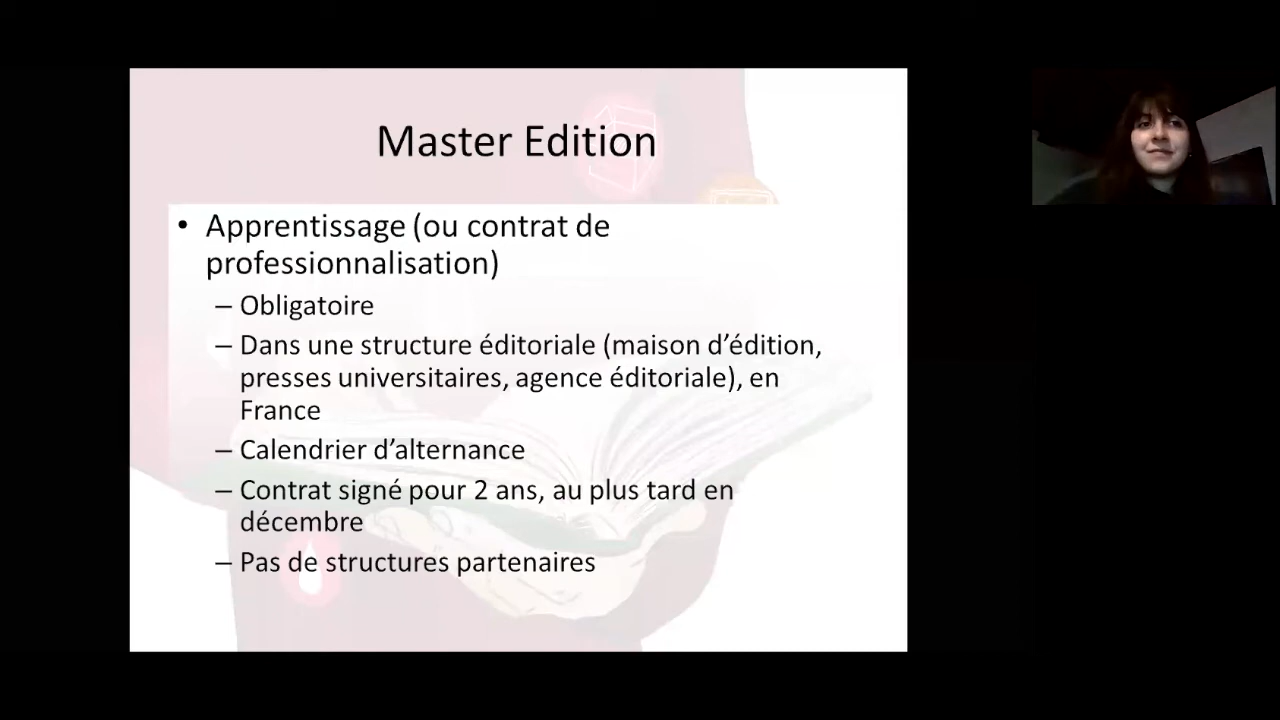 Master Edition
• Apprentissage (ou contrat de
professionnalisation)
– Obligatoire
– Dans une structure éditoriale (maison d’édition,
presses universitaires, agence éditoriale), en
France
– Calendrier d’alternance
– Contrat signé pour 2 ans, au plus tard en
décembre
– Pas de structures partenaires